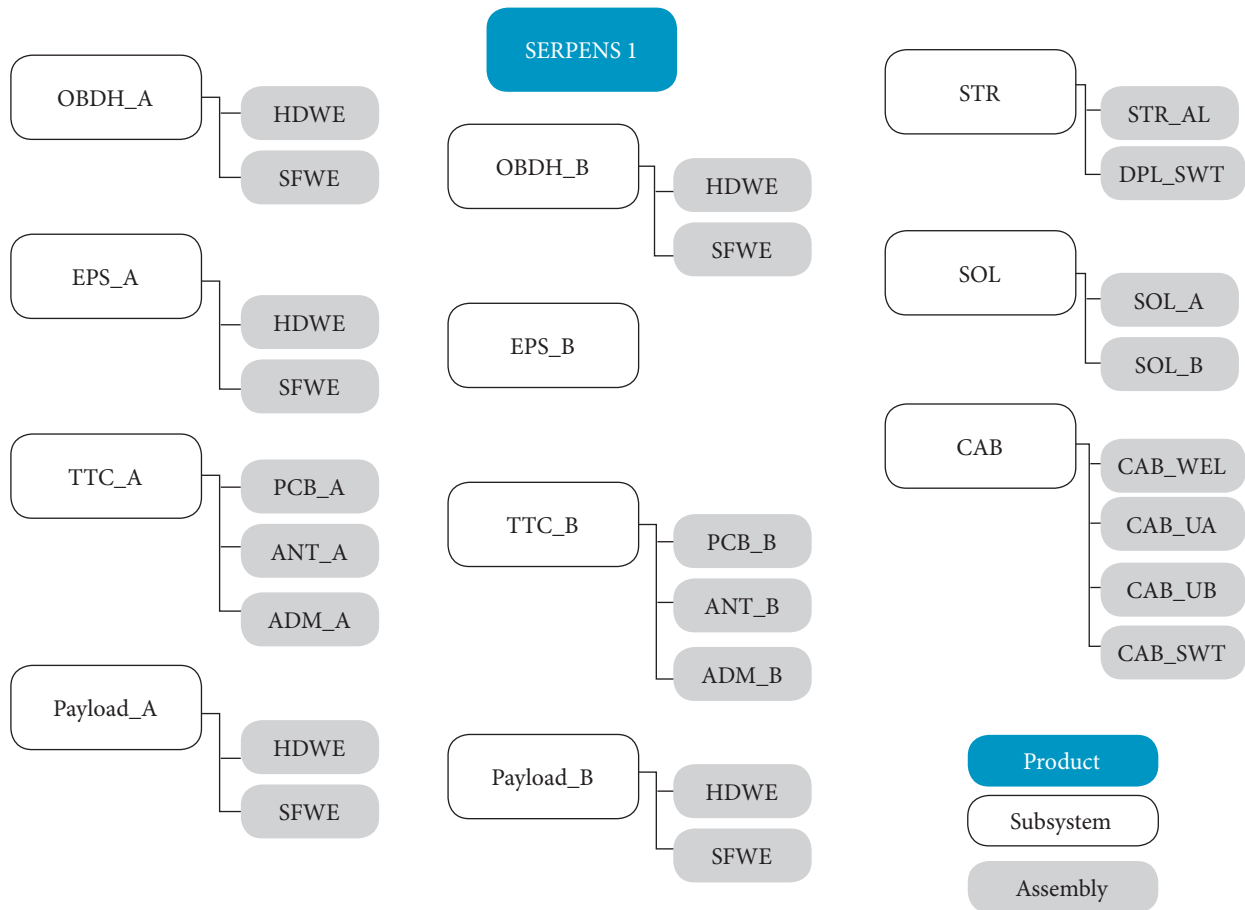 SERPENS 1
OBDH_A
HDWE
SFWE
EPS_A
HDWE
SFWE
TTC_A
PCB_A
ANT_A
ADM_A
Payload_A
HDWE
SFWE
OBDH_B
HDWE
SFWE
EPS_B
TTC_B
PCB_B
ANT_B
ADM_B
Payload_B
HDWE
SFWE
STR
STR_AL
DPL_SWT
SOL
SOL_A
SOL_B
CAB
CAB_WEL
CAB_UA
CAB_UB
CAB_SWT
Product
Subsystem
Assembly